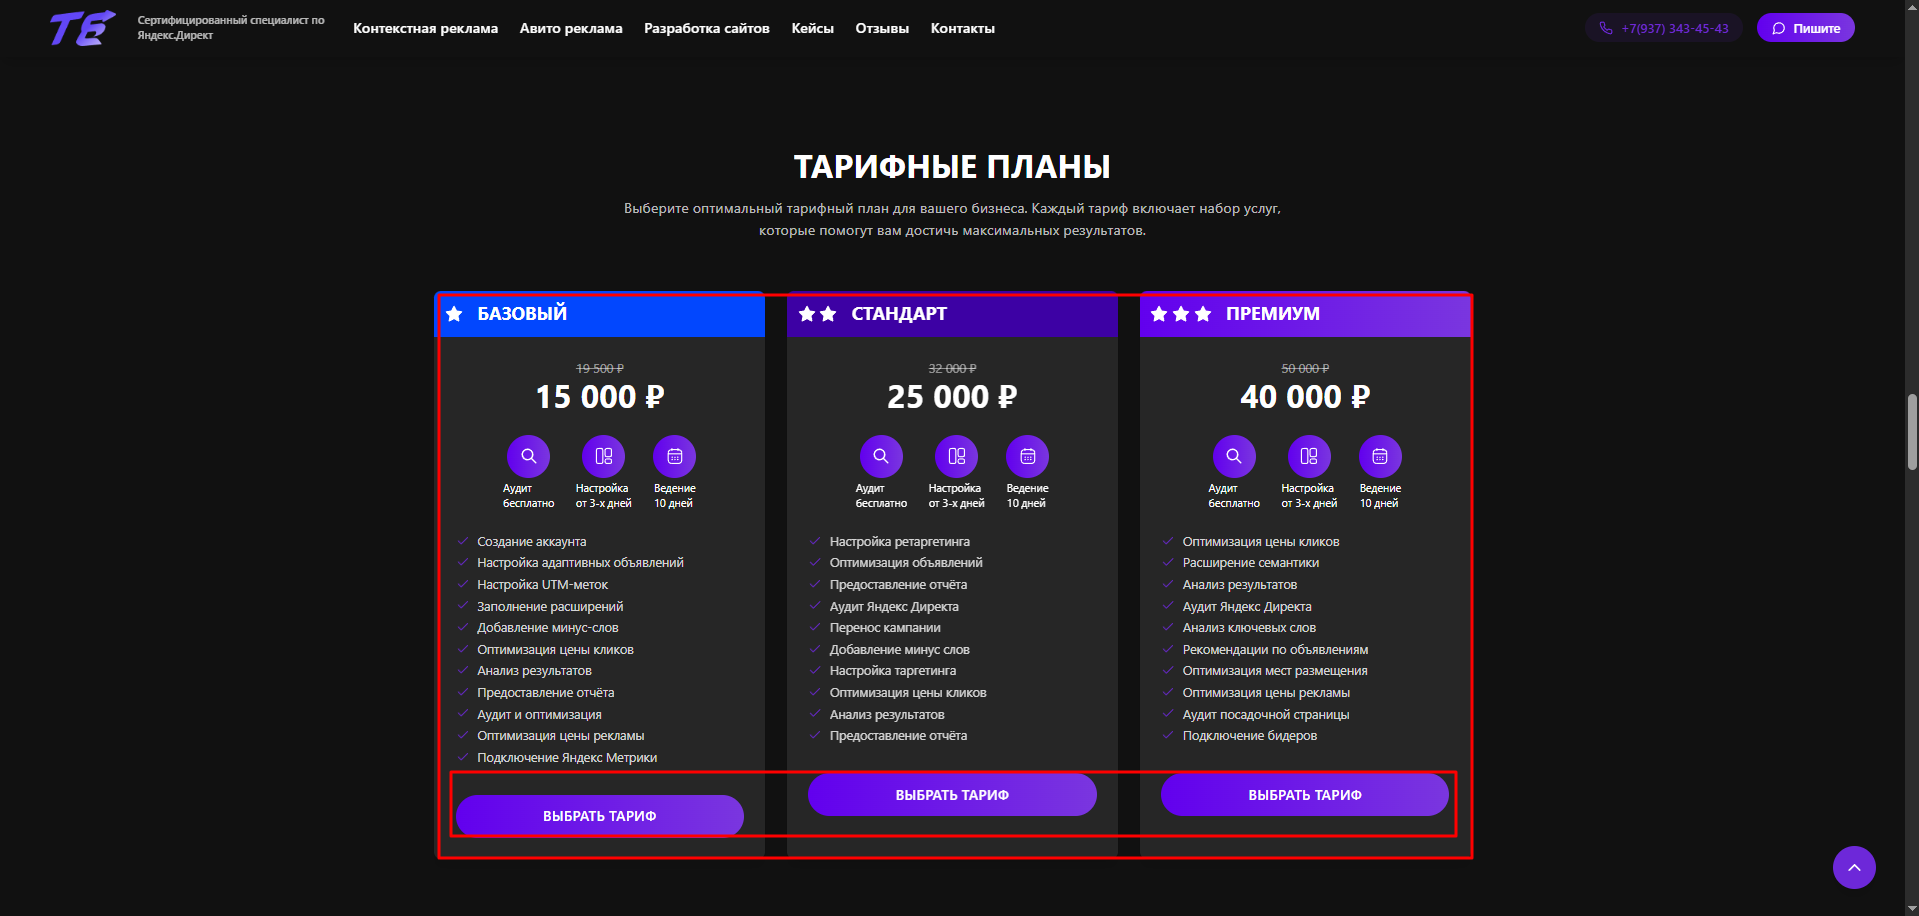 ТБ
Сертифицированный специалист по
Яндекс.Директ
Контекстная реклама
Авито реклама
Разработка сайтов
Кейсы
Отзывы
Контакты
+7(937) 343-45-43
Пишите
ТАРИФНЫЕ ПЛАНЫ
Выберите оптимальный тарифный план для вашего бизнеса. Каждый тариф включает набор услуг,
которые помогут вам достичь максимальных результатов.
БАЗОВЫЙ
19 500 ₽
15 000 ₽
Аудит
бесплатно
Настройка
от 3-х дней
Ведение
10 дней
Создание аккаунта
Настройка адаптивных объявлений
Настройка UTM-меток
Заполнение расширений
Добавление минус-слов
Оптимизация цены кликов
Анализ результатов
Предоставление отчёта
Аудит и оптимизация
Оптимизация цены рекламы
Подключение Яндекс Метрики
ВЫБРАТЬ ТАРИФ
СТАНДАРТ
32 000 ₽
25 000 ₽
Аудит
бесплатно
Настройка
от 3-х дней
Ведение
10 дней
Настройка ретаргетинга
Оптимизация объявлений
Предоставление отчёта
Аудит Яндекс Директа
Перенос кампании
Добавление минус слов
Настройка таргетинга
Оптимизация цены кликов
Анализ результатов
Предоставление отчёта
ВЫБРАТЬ ТАРИФ
ПРЕМИУМ
50 000 ₽
40 000 ₽
Аудит
бесплатно
Настройка
от 3-х дней
Ведение
10 дней
Оптимизация цены кликов
Расширение семантики
Анализ результатов
Аудит Яндекс Директа
Анализ ключевых слов
Рекомендации по объявлениям
Оптимизация мест размещения
Оптимизация цены рекламы
Аудит посадочной страницы
Подключение бидеров
ВЫБРАТЬ ТАРИФ